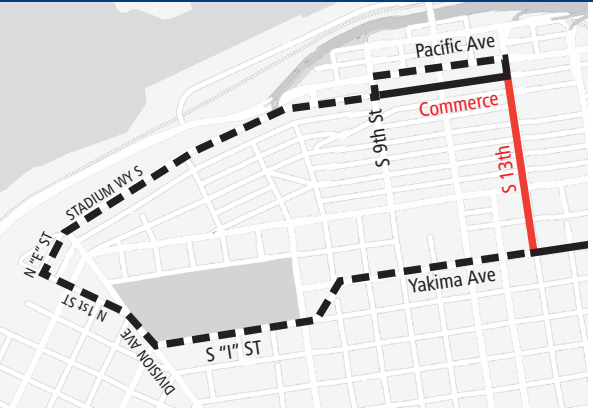 Pacific Ave
Commerce
S 9th St
S 13th
STADIUM WY S
N "E" ST
N 1st ST
DIVISION AVE
S "I" ST
Yakima Ave